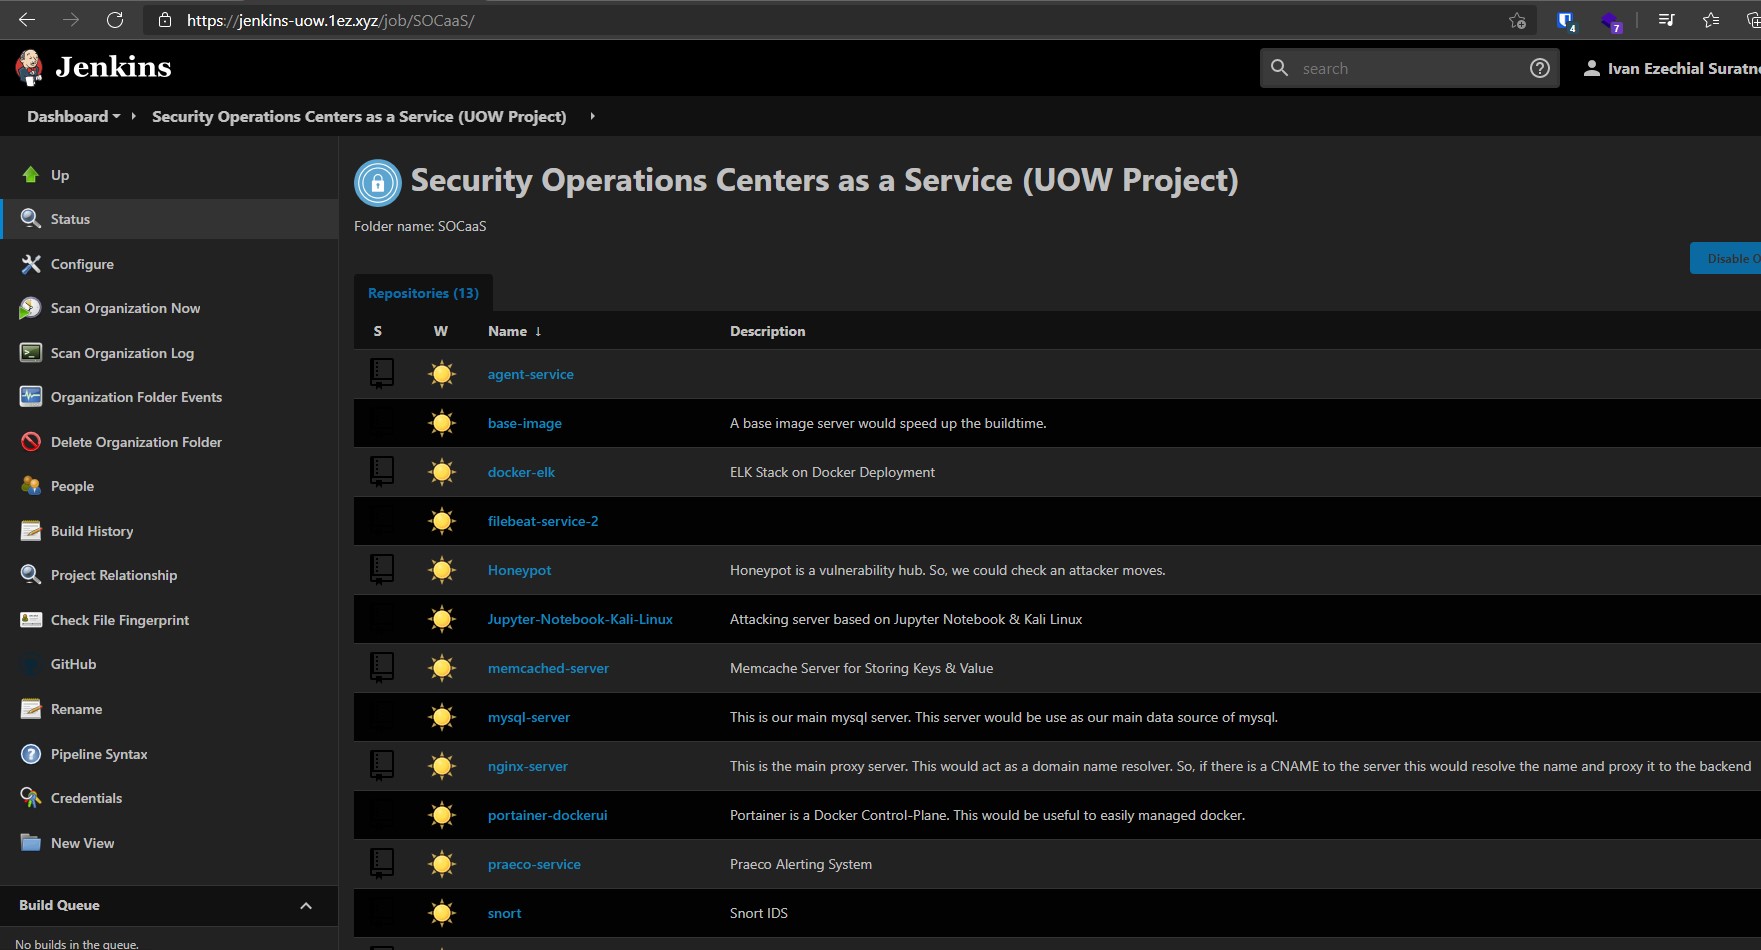 https://jenkins-uow.1ez.xyz/job/SOCaaS/
4
7
Jenkins
search
Ivan Ezechial Suratn
Dashboard
Security Operations Centers as a Service (UOW Project)
Up
Status
Configure
Scan Organization Now
Scan Organization Log
Organization Folder Events
Delete Organization Folder
People
Build History
Project Relationship
Check File Fingerprint
GitHub
Rename
Pipeline Syntax
Credentials
New View
Build Queue
No builds in the queue.
Security Operations Centers as a Service (UOW Project)
Folder name: SOCaaS
Disable O
Repositories (13)
S W Name ↓ Description
agent-service
base-image A base image server would speed up the buildtime.
docker-elk ELK Stack on Docker Deployment
filebeat-service-2
Honeypot Honeypot is a vulnerability hub. So, we could check an attacker moves.
Jupyter-Notebook-Kali-Linux Attacking server based on Jupyter Notebook & Kali Linux
memcached-server Memcache Server for Storing Keys & Value
mysql-server This is our main mysql server. This server would be use as our main data source of mysql.
nginx-server This is the main proxy server. This would act as a domain name resolver. So, if there is a CNAME to the server this would resolve the name and proxy it to the backend
portainer-dockerui Portainer is a Docker Control-Plane. This would be useful to easily managed docker.
praeco-service Praeco Alerting System
snort Snort IDS